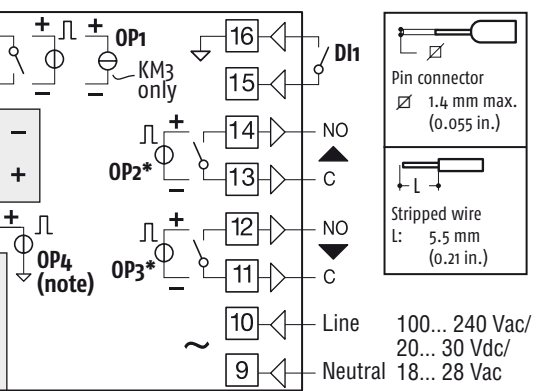 + + OP1
− − KM3
only
16 DI1
15
14 NO
+
OP2*
− 13 C
12 NO
+
OP3*
− 11 C
10 Line
~
9 Neutral
−
+
+
OP4
(note)
100... 240 Vac/
20... 30 Vdc/
18... 28 Vac
Pin connector
1.4 mm max.
(0.055 in.)
L
Stripped wire
L: 5.5 mm
(0.21 in.)